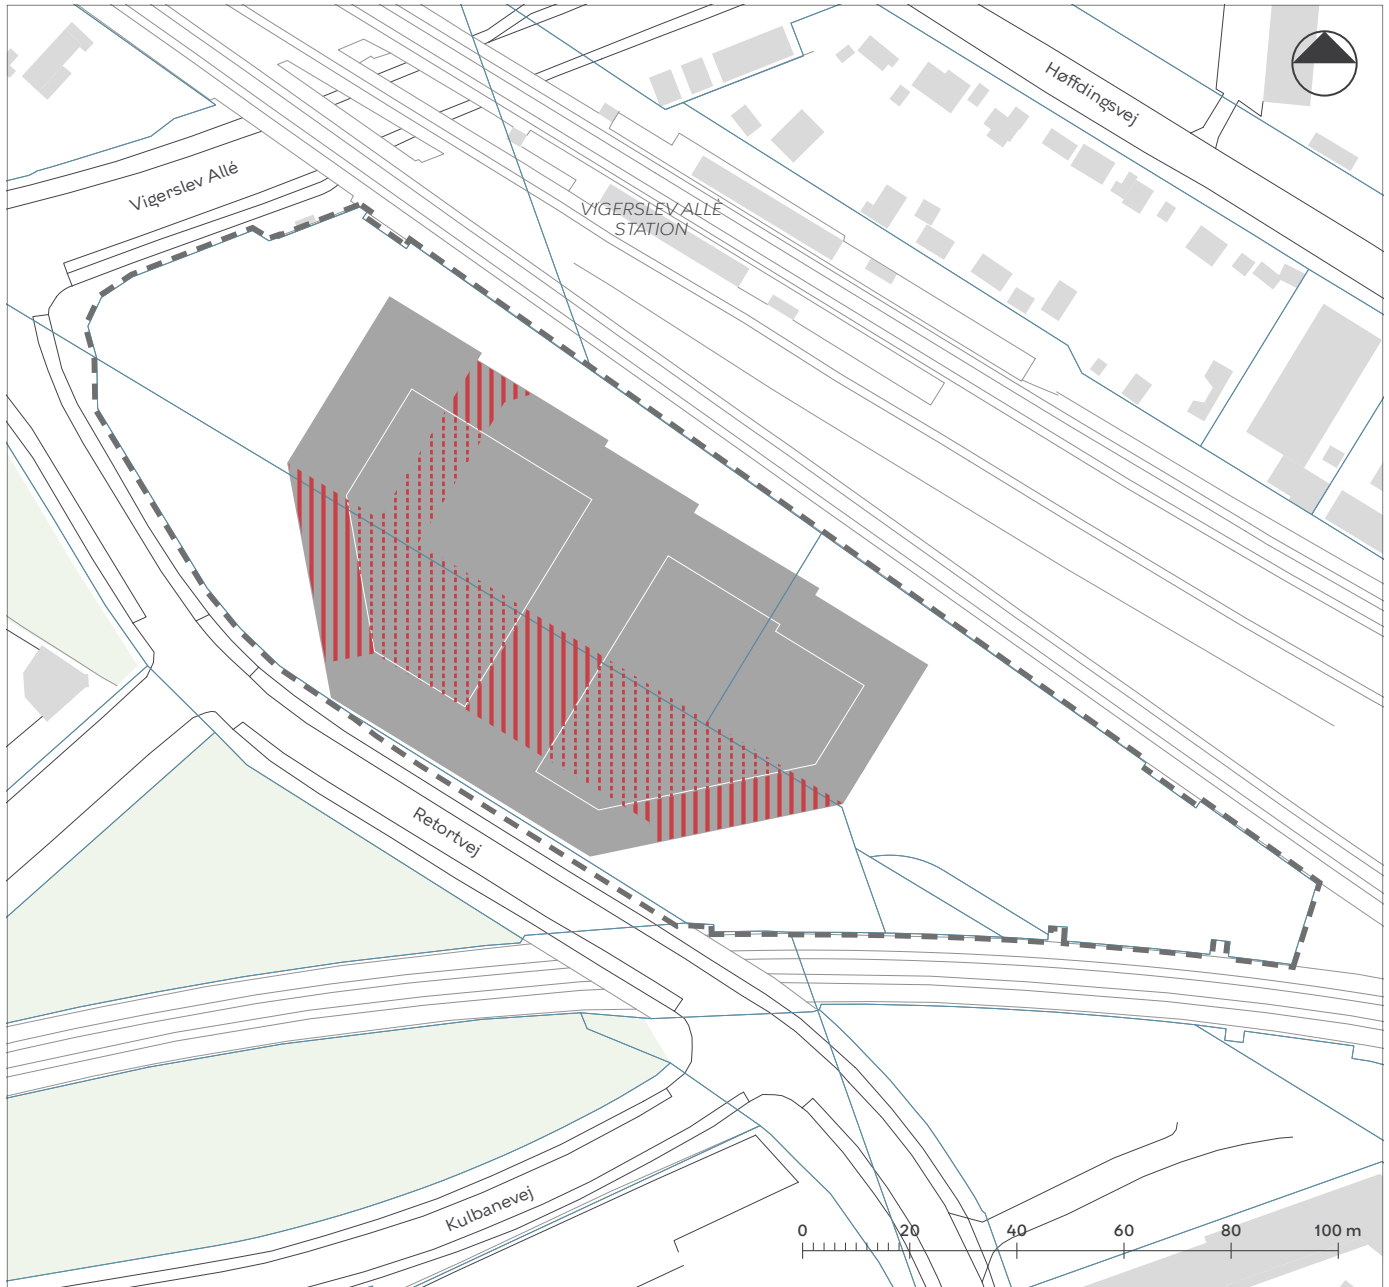 Høffdingsvej
Vigerslev Allé
VIGERSLEV ALLÉ
STATION
Retortvej
Kulbanevej
0 20 40 60 80 100 m